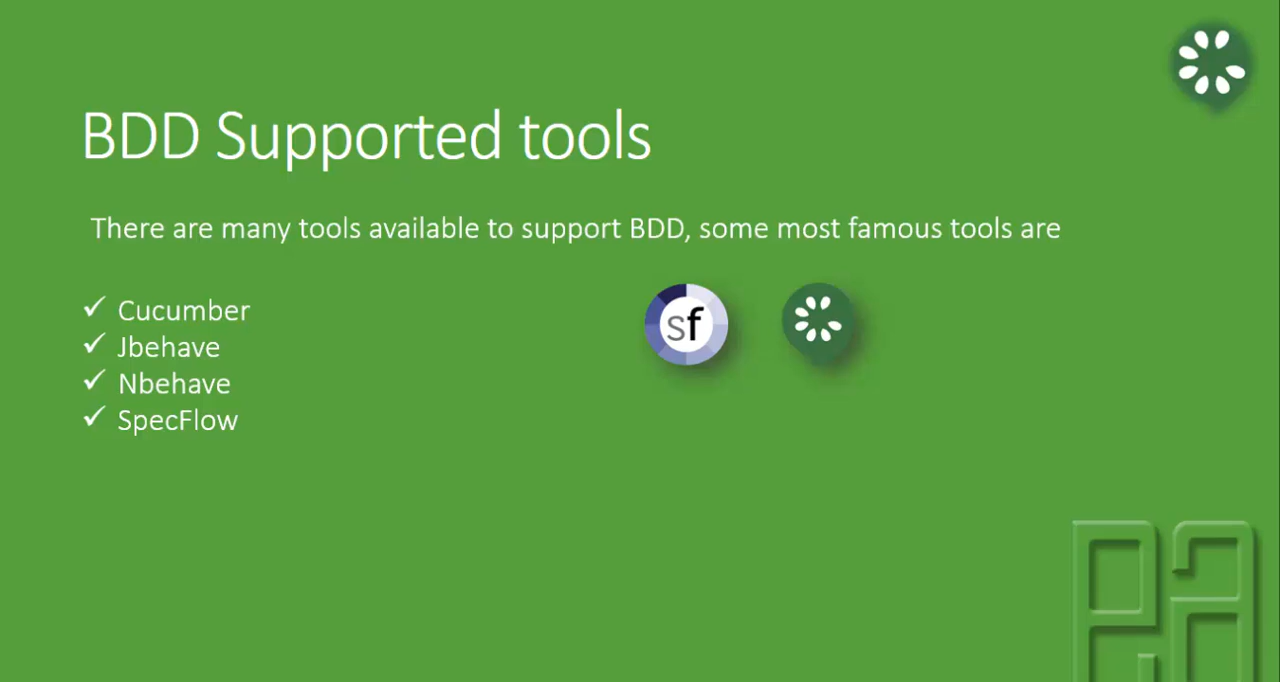 BDD Supported tools
There are many tools available to support BDD, some most famous tools are
✓ Cucumber
✓ Jbehave
✓ Nbehave
✓ SpecFlow
sf